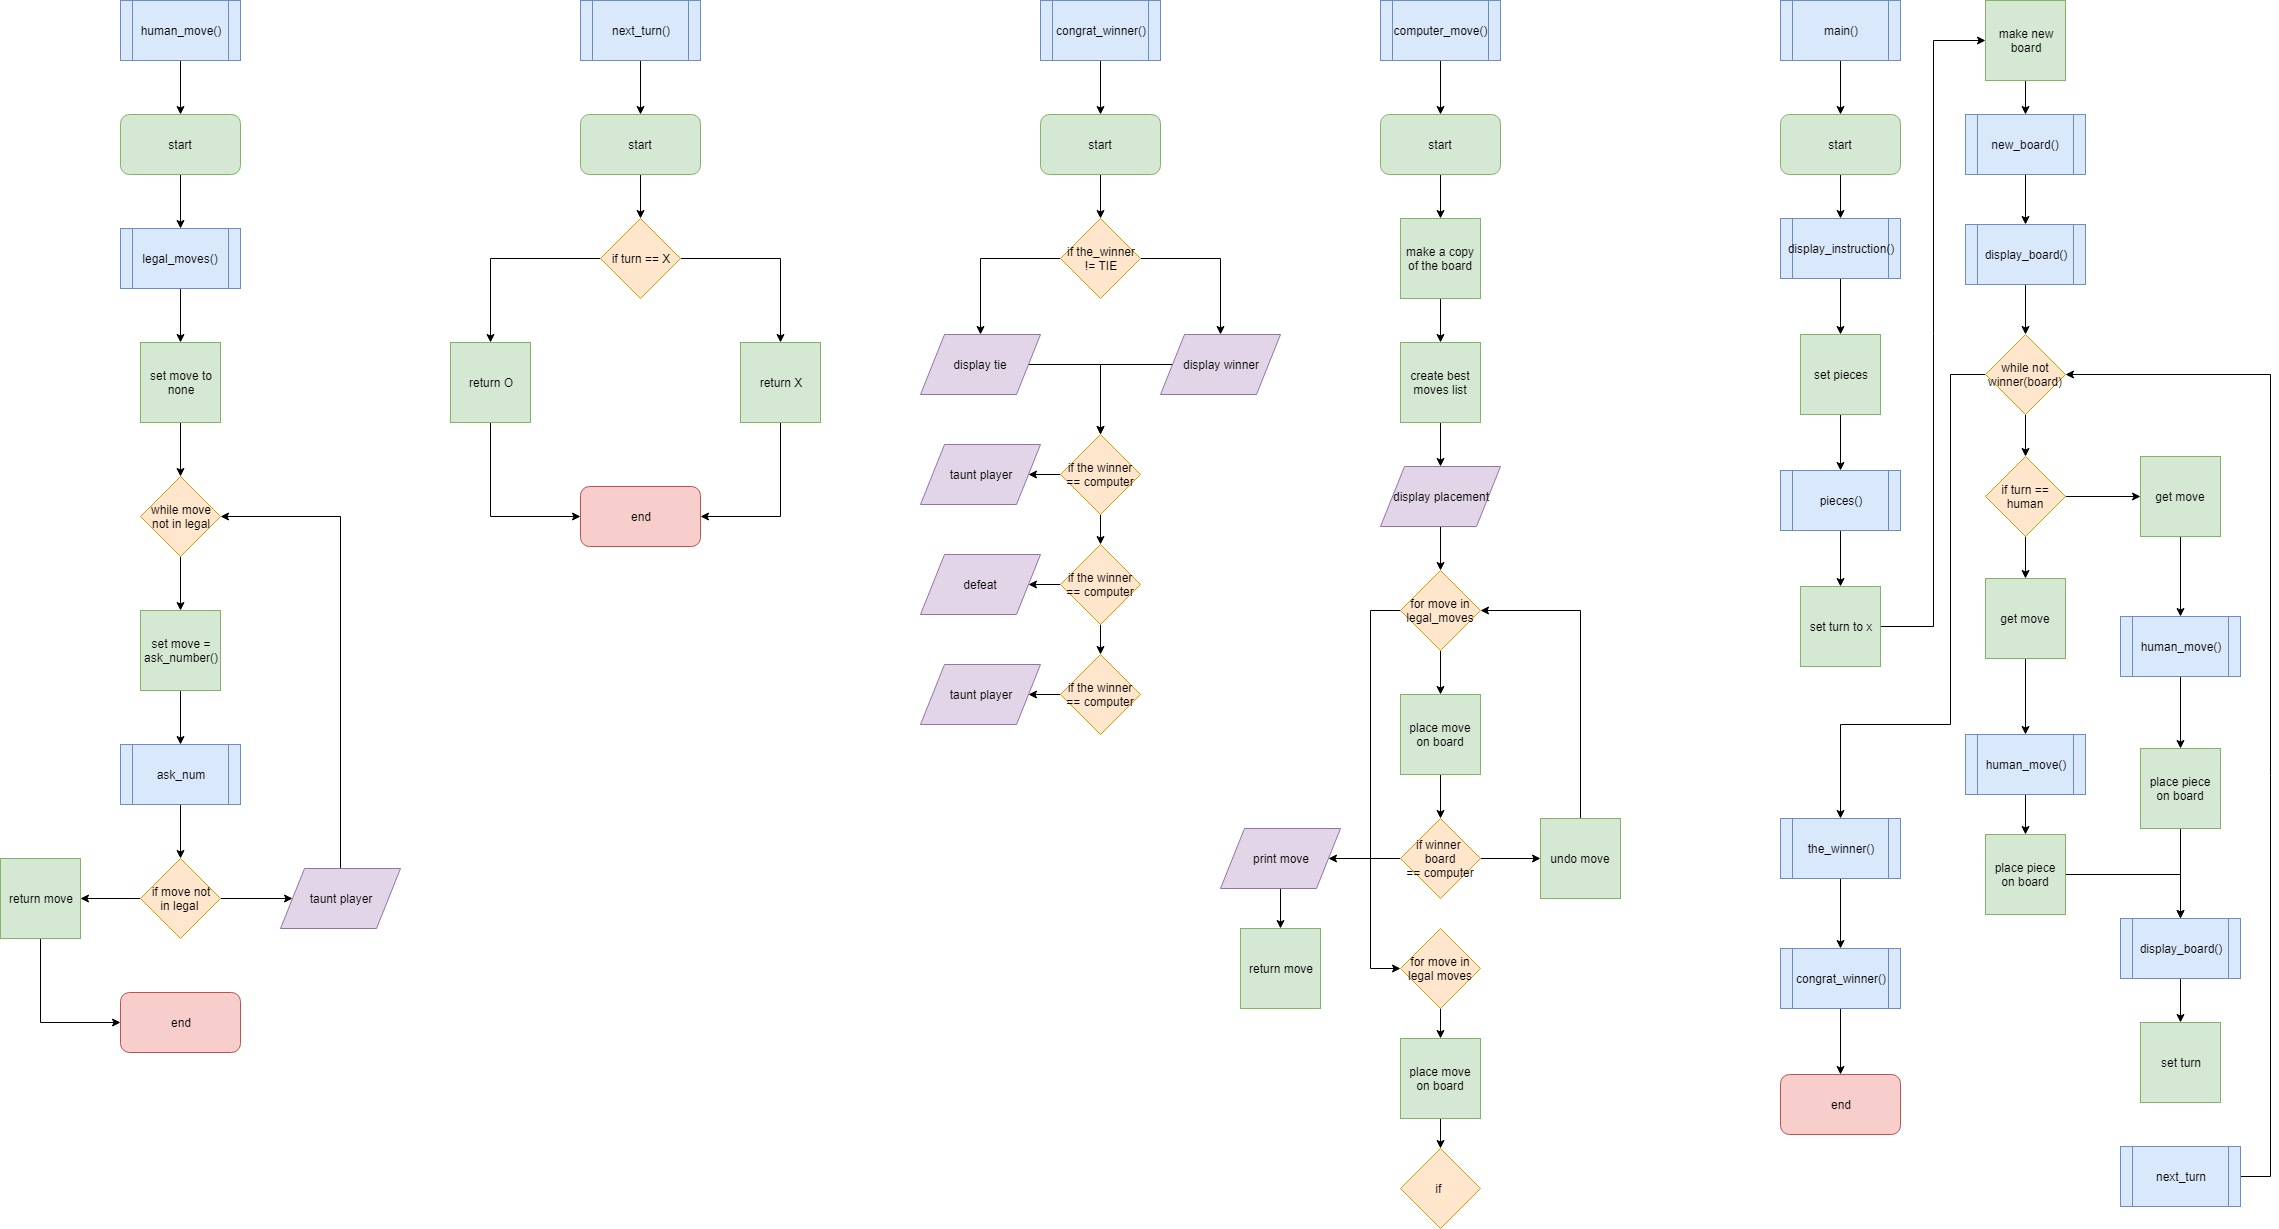 human_move()
start
legal_moves()
set move to
none
while move
not in legal
set move =
ask_number()
ask_num
if move not
in legal
return move
taunt player
end
next_turn()
start
if turn == X
return O
return X
end
congrat_winner()
start
if the_winner
!= TIE
display tie
display winner
if the winner
== computer
taunt player
if the winner
== computer
defeat
if the winner
== computer
taunt player
computer_move()
start
make a copy
of the board
create best
moves list
display placement
for move in
legal_moves
place move
on board
if winner
board
== computer
print move
undo move
return move
for move in
legal moves
place move
on board
if
main()
start
display_instruction()
set pieces
pieces()
set turn to x
make new
board
new_board()
display_board()
while not
winner(board)
if turn ==
human
get move
get move
human_move()
human_move()
place piece
on board
place piece
on board
display_board()
set turn
next_turn
the_winner()
congrat_winner()
end